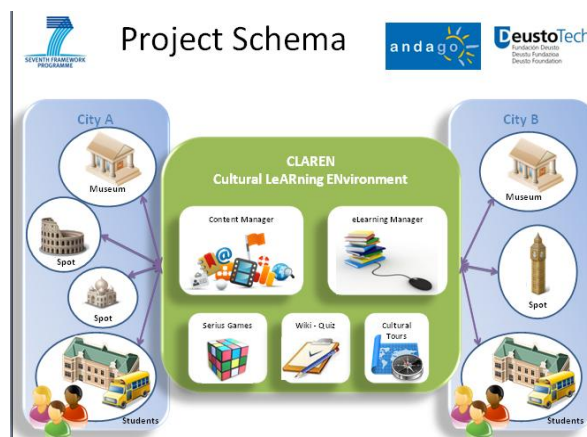 Project Schema
SEVENTH FRAMEWORK
PROGRAMME
andago
DeustoTech
Fundación Deusto
Deustu Fundazioa
Deusto Foundation
City A
Museum
Spot
Spot
Students
CLAREN
Cultural LeARning ENvironment
Content Manager
eLearning Manager
Serius Games
Wiki - Quiz
Cultural
Tours
City B
Museum
Spot
Students